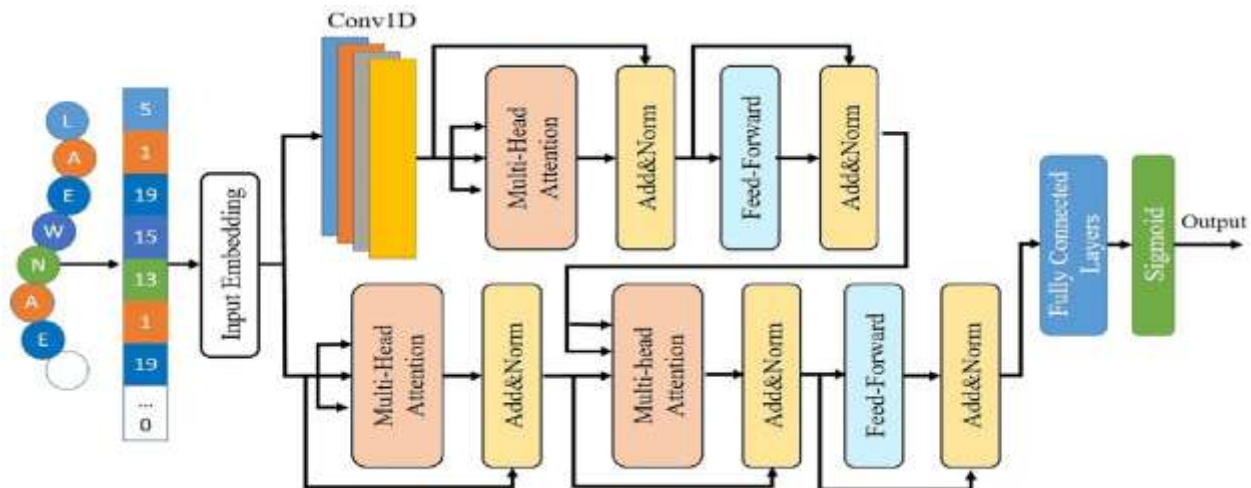 Conv1D
L
A
E
W
N
A
E
5
1
19
15
13
1
19
...
0
Input Embedding
Multi-Head
Attention
Add&Norm
Feed-Forward
Add&Norm
Multi-Head
Attention
Add&Norm
Multi-head
Attention
Add&Norm
Feed-Forward
Add&Norm
Fully Connected
Layers
Sigmoid
Output